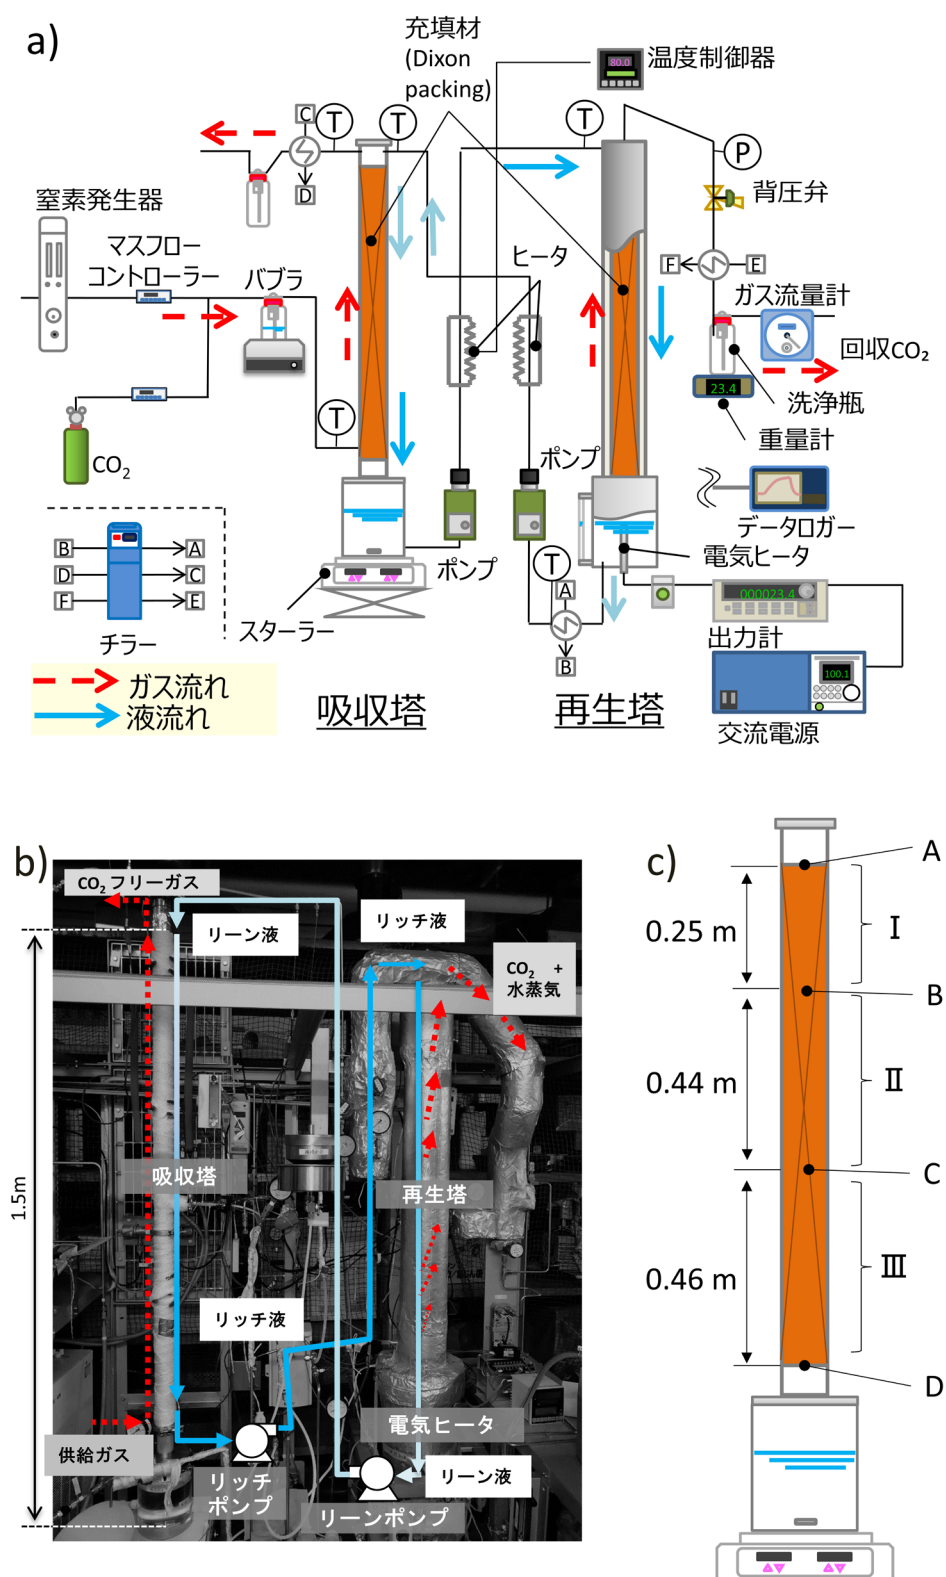 a)
充填材
(Dixon
packing)
80.0
温度制御器
C
T
T
T
P
D
背圧弁
窒素発生器
マスフロー
コントローラー
バブラ
ヒータ
F
E
ガス流量計
回収CO₂
23.4
洗浄瓶
重量計
T
CO₂
ポンプ
ポンプ
データロガー
電気ヒータ
B
A
D
C
F
E
チラー
スターラー
T
A
B
000023.4
出力計
100.1
交流電源
ガス流れ
液流れ
吸収塔
再生塔
b)
CO₂ フリーガス
リーン液
リッチ液
CO₂ +
水蒸気
1.5m
吸収塔
再生塔
リッチ液
供給ガス
リッチ
ポンプ
電気ヒータ
リーン液
リーンポンプ
c)
A
0.25 m
I
B
0.44 m
II
C
0.46 m
III
D